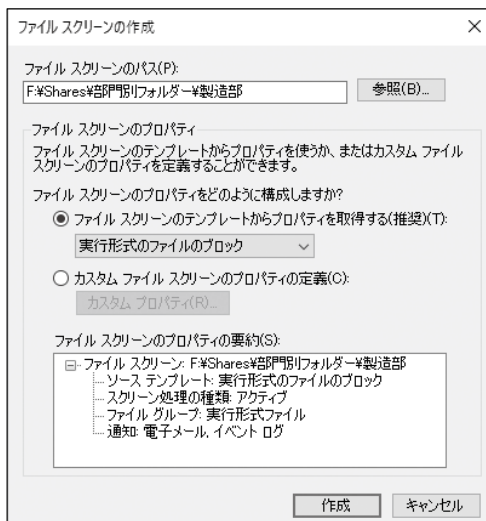 ファイル スクリーンの作成
ファイル スクリーンのパス(P):
F:¥Shares¥部門別フォルダー¥製造部
参照(B)...
ファイル スクリーンのプロパティ
ファイル スクリーンのテンプレートからプロパティを使うか、またはカスタム ファイル
スクリーンのプロパティを定義することができます。
ファイル スクリーンのプロパティをどのように構成しますか?
ファイル スクリーンのテンプレートからプロパティを取得する(推奨)(T):
実行形式のファイルのブロック
カスタム ファイル スクリーンのプロパティの定義(C):
カスタム プロパティ(R)...
ファイル スクリーンのプロパティの要約(S):
ファイル スクリーン: F:¥Shares¥部門別フォルダー¥製造部
ソース テンプレート: 実行形式のファイルのブロック
スクリーン処理の種類: アクティブ
ファイル グループ: 実行形式ファイル
通知: 電子メール, イベント ログ
作成
キャンセル